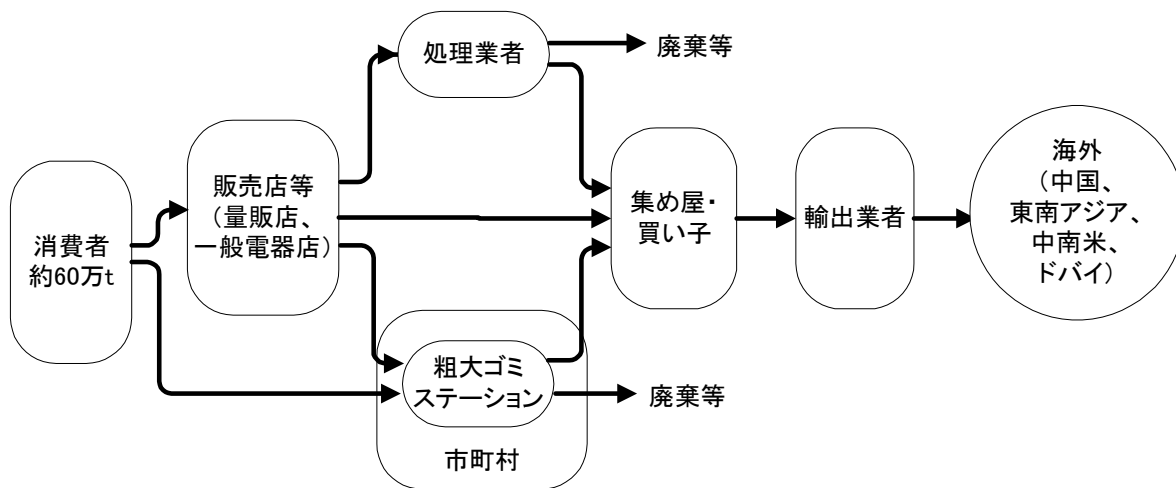 消費者
約60万t
販売店等
(量販店、
一般電器店)
処理業者
廃棄等
粗大ゴミ
ステーション
市町村
廃棄等
集め屋・
買い子
輸出業者
海外
(中国、
東南アジア、
中南米、
ドバイ)